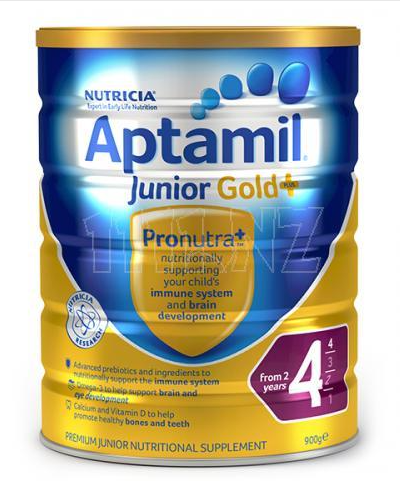 NUTRICIA
Expert in Early Life Nutrition
Aptamil
Junior Gold+
PLUS
Pronutra+
nutritionally
supporting
your child's
immune system
and brain
development
NUTRICIA
RESEARCH
Advanced prebiotics and ingredients to
nutritionally support the immune system
Omega-3 to help support brain and
eye development
Calcium and Vitamin D to help
promote healthy bones and teeth
from 2
years
4
4
3
2
1
PREMIUM JUNIOR NUTRITIONAL SUPPLEMENT
900g e